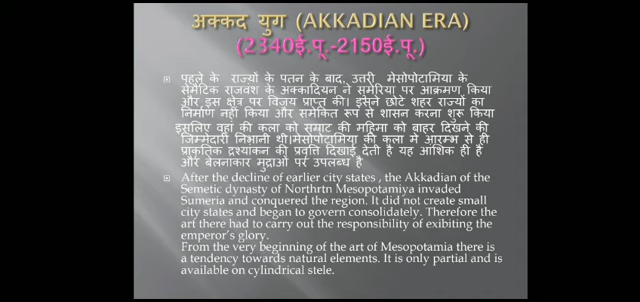 अक्कद युग (AKKADIAN ERA)
(2340ई.पू.-2150ई.पू.)
पहले के राज्यों के पतन के बाद, उत्तरी मेसोपोटामिया के
सेमेटिक राजवंश के अक्कादियन ने सुमेरिया पर आक्रमण किया
और इस क्षेत्र पर विजय प्राप्त की। इसने छोटे शहर राज्यों का
निर्माण नहीं किया और समेकित रूप से शासन करना शुरू किया
इसलिए वहां की कला को सम्राट की महिमा को बाहर दिखने की
जिम्मेदारी निभानी थी।मेसोपोटामिया की कला मे आरम्भ से ही
प्राकृतिक द्रश्यांकन की प्रवृत्ति दिखाई देती है यह आंशिक ही है
और बेलनाकार मुद्राओं पर उपलब्ध है
After the decline of earlier city states , the Akkadian of the
Semetic dynasty of Northrtn Mesopotamiya invaded
Sumeria and conquered the region. It did not create small
city states and began to govern consolidately. Therefore the
art there had to carry out the responsibility of exibiting the
emperor's glory.
From the very beginning of the art of Mesopotamia there is
a tendency towards natural elements. It is only partial and is
available on cylindrical stele.